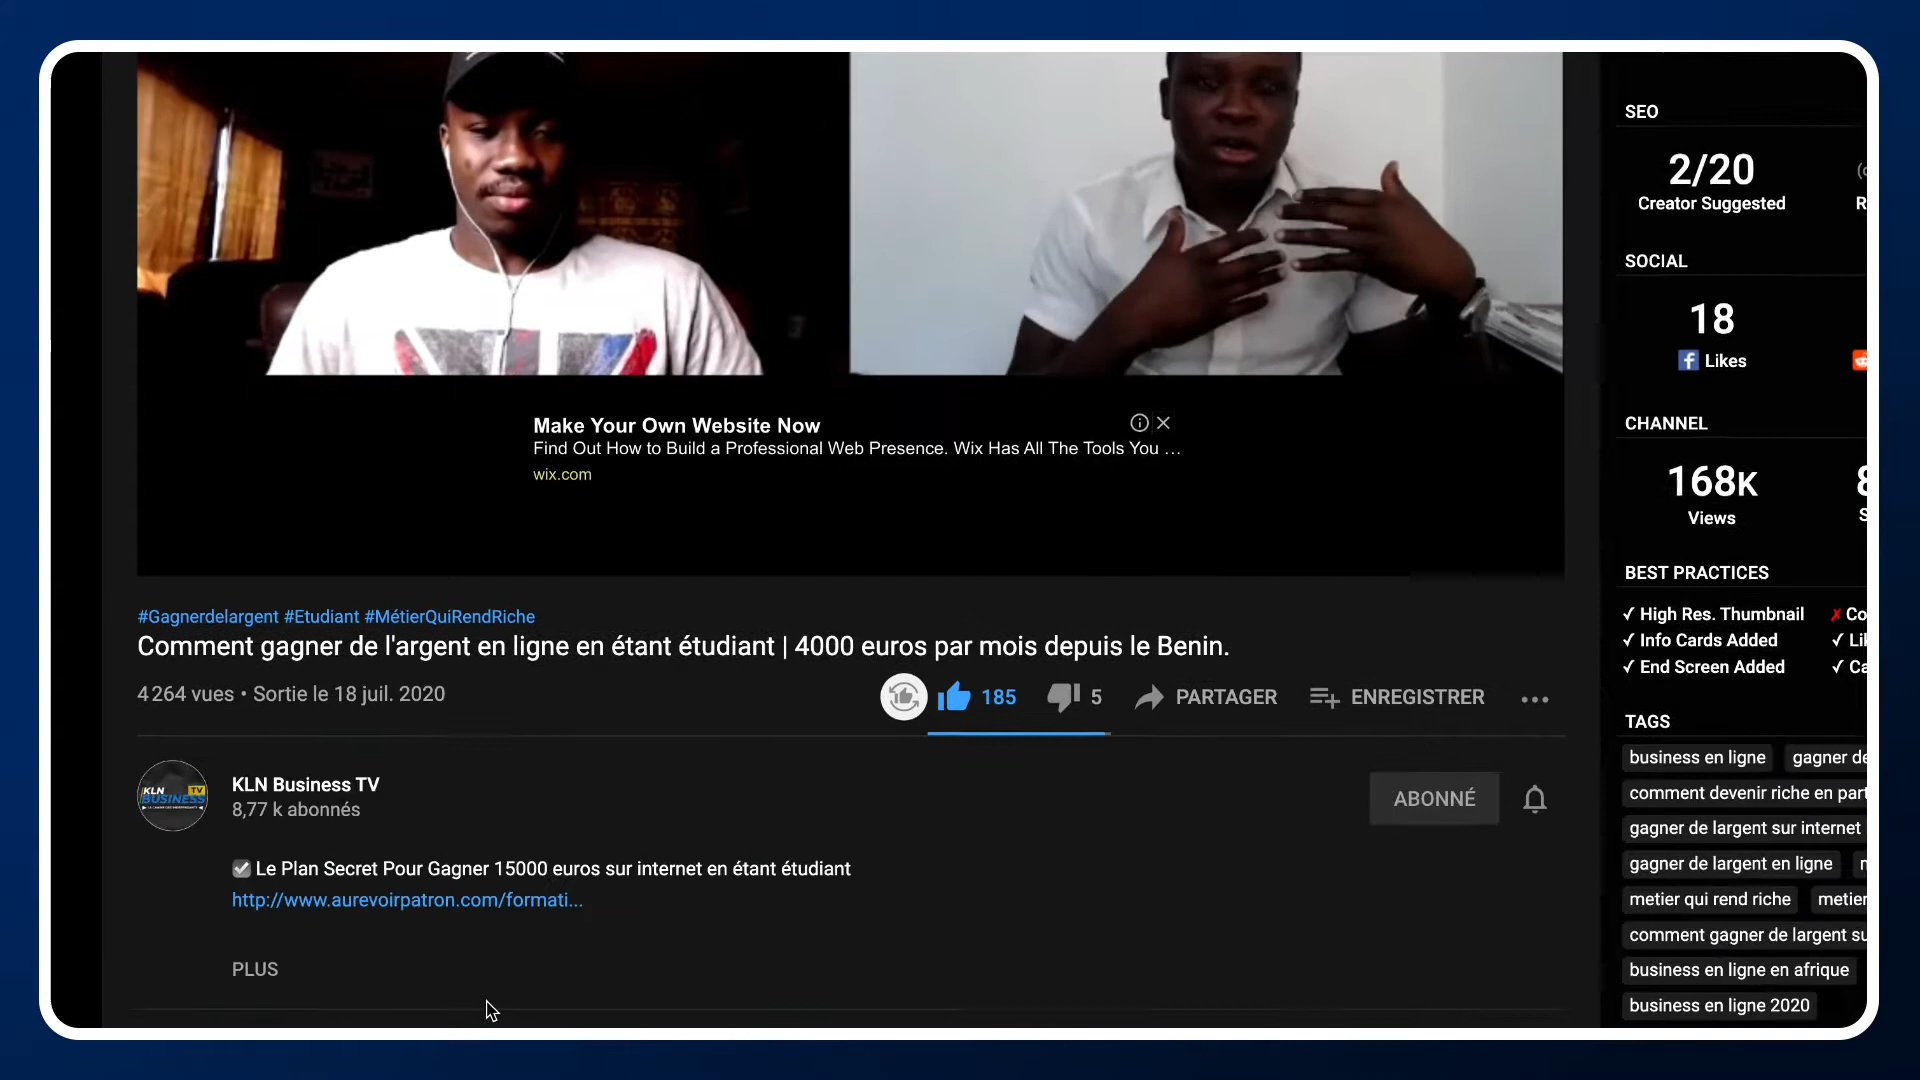 Make Your Own Website Now
Find Out How to Build a Professional Web Presence. Wix Has All The Tools You ...
wix.com
#Gagnerdelargent #Etudiant #MétierQuiRendRiche
Comment gagner de l'argent en ligne en étant étudiant | 4000 euros par mois depuis le Benin.
4 264 vues • Sortie le 18 juil. 2020
185
5
PARTAGER
ENREGISTRER
KLN BUSINESS TV
KLN Business TV
8,77 k abonnés
ABONNÉ
Le Plan Secret Pour Gagner 15000 euros sur internet en étant étudiant
http://www.aurevoirpatron.com/formati...
PLUS
SEO
2/20
Creator Suggested
SOCIAL
18
Likes
CHANNEL
168K
Views
BEST PRACTICES
✓ High Res. Thumbnail
✗ Co
✓ Info Cards Added
✓ Lik
✓ End Screen Added
✓ Ca
TAGS
business en ligne gagner de
comment devenir riche en part
gagner de largent sur internet
gagner de largent en ligne
metier qui rend riche metier
comment gagner de largent su
business en ligne en afrique
business en ligne 2020